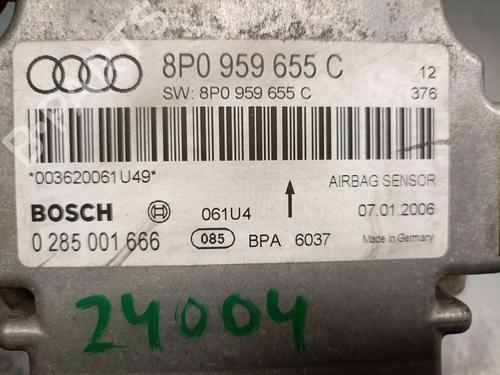 8P0 959 655 C 12
SW: 8P0 959 655 C 376
*003620061U49*
AIRBAG SENSOR
BOSCH 061U4 07.01.2006
0 285 001 666 085 BPA 6037 Made in Germany
24004
B-PARTS